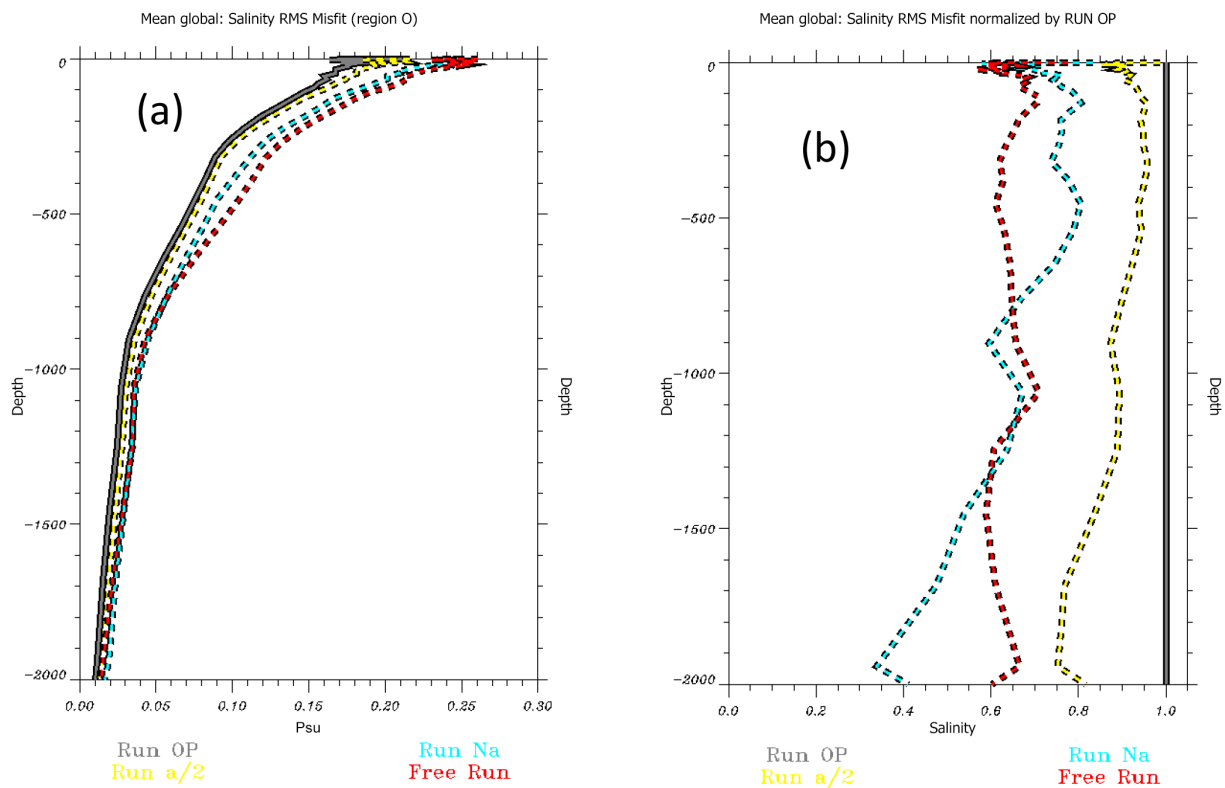 Mean global: Salinity RMS Misfit (region O)
(a)
0
-500
-1000
-1500
-2000
Depth
Depth
0.00 0.05 0.10 0.15 0.20 0.25 0.30
Psu
Run OP Run Na
Run a/2 Free Run
Mean global: Salinity RMS Misfit normalized by RUN OP
(b)
0
-500
-1000
-1500
-2000
Depth
0.0 0.2 0.4 0.6 0.8 1.0
Salinity
Run OP Run Na
Run a/2 Free Run